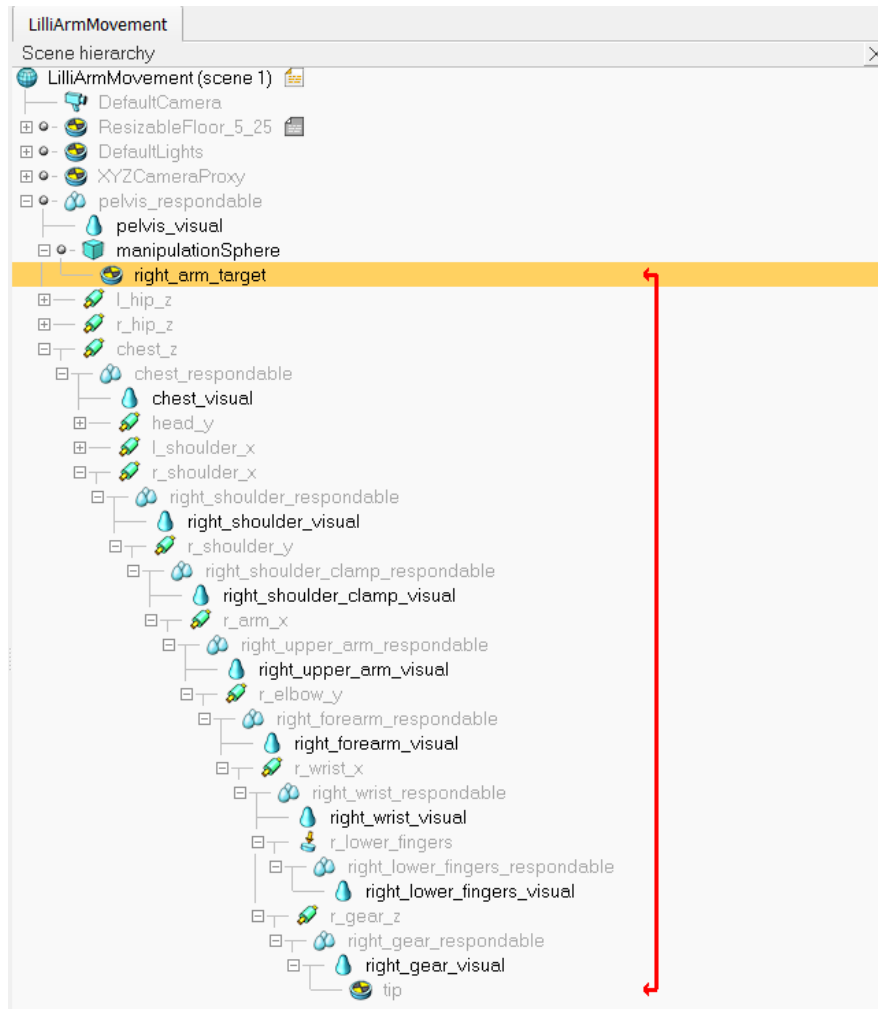 LilliArmMovement
Scene hierarchy
LilliArmMovement (scene 1)
DefaultCamera
ResizableFloor_5_25
DefaultLights
XYZCameraProxy
pelvis_respondable
pelvis_visual
manipulationSphere
right_arm_target
l_hip_z
r_hip_z
chest_z
chest_respondable
chest_visual
head_y
l_shoulder_x
r_shoulder_x
right_shoulder_respondable
right_shoulder_visual
r_shoulder_y
right_shoulder_clamp_respondable
right_shoulder_clamp_visual
r_arm_x
right_upper_arm_respondable
right_upper_arm_visual
r_elbow_y
right_forearm_respondable
right_forearm_visual
r_wrist_x
right_wrist_respondable
right_wrist_visual
r_lower_fingers
right_lower_fingers_respondable
right_lower_fingers_visual
r_gear_z
right_gear_respondable
right_gear_visual
tip